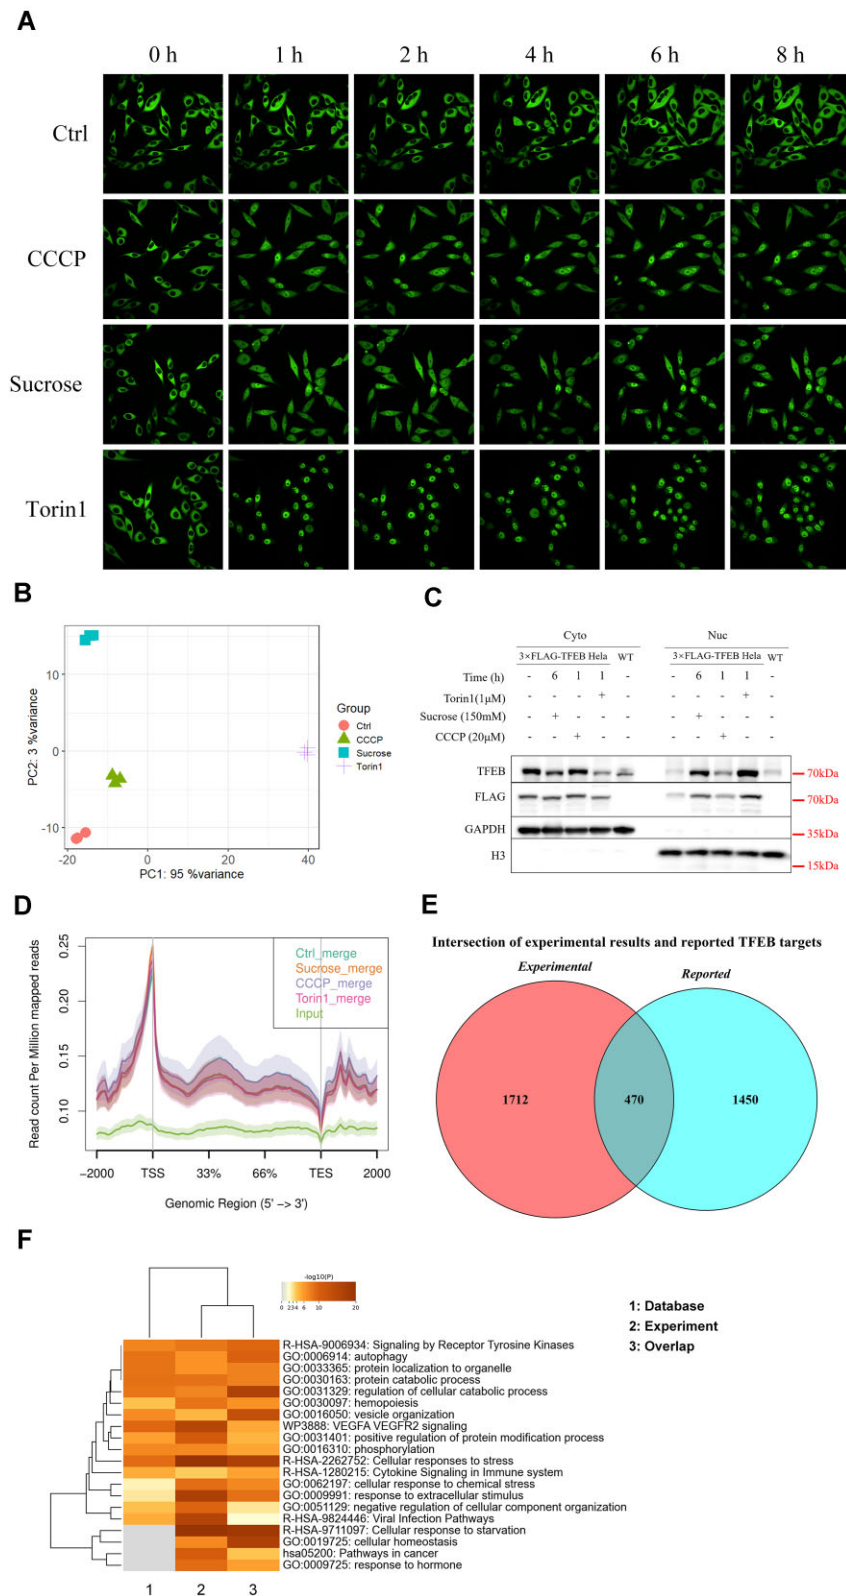 A
0 h 1 h 2 h 4 h 6 h 8 h
Ctrl
CCCP
Sucrose
Torin1
B
PC2: 3 %variance
10
0
-10
-20 0 20 40
PC1: 95 %variance
Group
Ctrl
CCCP
Sucrose
Torin1
C
Cyto Nuc
3×FLAG-TFEB Hela WT 3×FLAG-TFEB Hela WT
Time (h) - 6 1 1 - - 6 1 1 -
Torin1(1μM) - - - + - - - - + -
Sucrose (150mM) - + - - - - + - - -
CCCP (20μM) - - + - - - - + - -
TFEB 70kDa
FLAG 70kDa
GAPDH 35kDa
H3 15kDa
D
Read count Per Million mapped reads
0.25
0.20
0.15
0.10
Ctrl_merge
Sucrose_merge
CCCP_merge
Torin1_merge
Input
−2000 TSS 33% 66% TES 2000
Genomic Region (5' −> 3')
E
Intersection of experimental results and reported TFEB targets
Experimental Reported
1712 470 1450
F
-log10(P)
0 2 3 4 6 10 20
1: Database
2: Experiment
3: Overlap
R-HSA-9006934: Signaling by Receptor Tyrosine Kinases
GO:0006914: autophagy
GO:0033365: protein localization to organelle
GO:0030163: protein catabolic process
GO:0031329: regulation of cellular catabolic process
GO:0030097: hemopoiesis
GO:0016050: vesicle organization
WP3888: VEGFA VEGFR2 signaling
GO:0031401: positive regulation of protein modification process
GO:0016310: phosphorylation
R-HSA-2262752: Cellular responses to stress
R-HSA-1280215: Cytokine Signaling in Immune system
GO:0062197: cellular response to chemical stress
GO:0009991: response to extracellular stimulus
GO:0051129: negative regulation of cellular component organization
R-HSA-9824446: Viral Infection Pathways
R-HSA-9711097: Cellular response to starvation
GO:0019725: cellular homeostasis
hsa05200: Pathways in cancer
GO:0009725: response to hormone
1 2 3